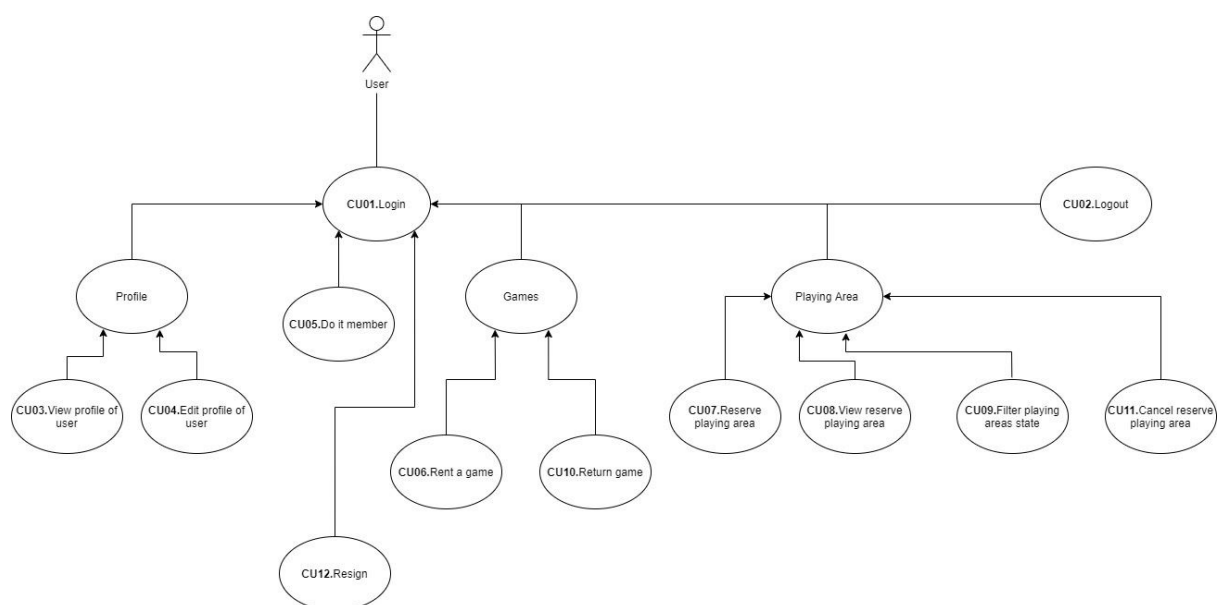 User
CU01.Login
CU02.Logout
Profile
CU05.Do it member
Games
Playing Area
CU03.View profile of
user
CU04.Edit profile of
user
CU06.Rent a game
CU10.Return game
CU07.Reserve
playing area
CU08.View reserve
playing area
CU09.Filter playing
areas state
CU11.Cancel reserve
playing area
CU12.Resign